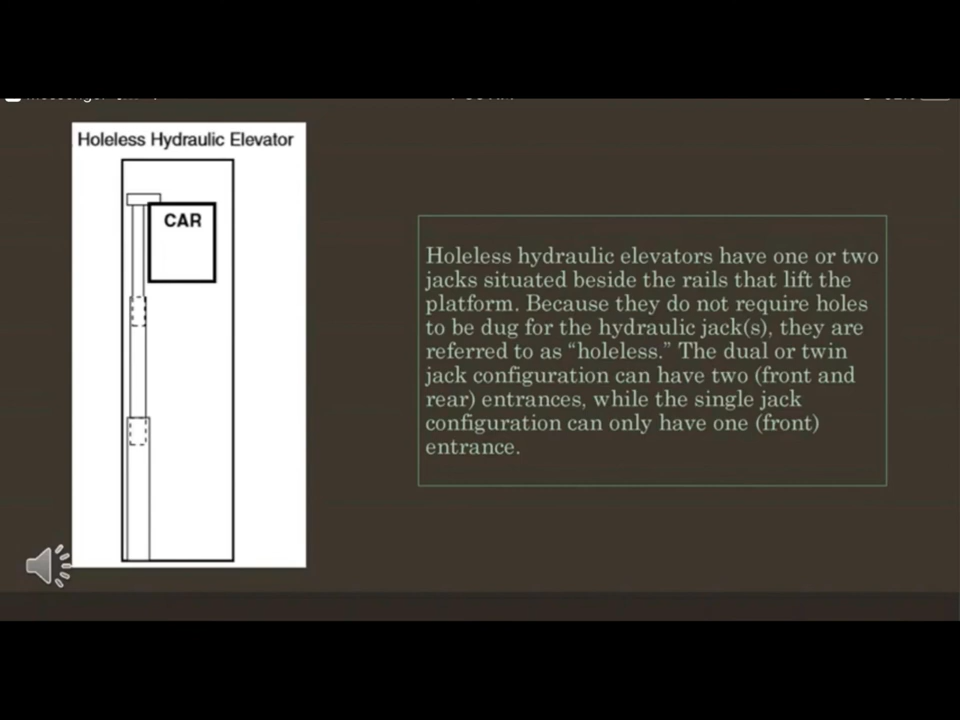 Holeless Hydraulic Elevator
CAR
Holeless hydraulic elevators have one or two
jacks situated beside the rails that lift the
platform. Because they do not require holes
to be dug for the hydraulic jack(s), they are
referred to as “holeless.” The dual or twin
jack configuration can have two (front and
rear) entrances, while the single jack
configuration can only have one (front)
entrance.